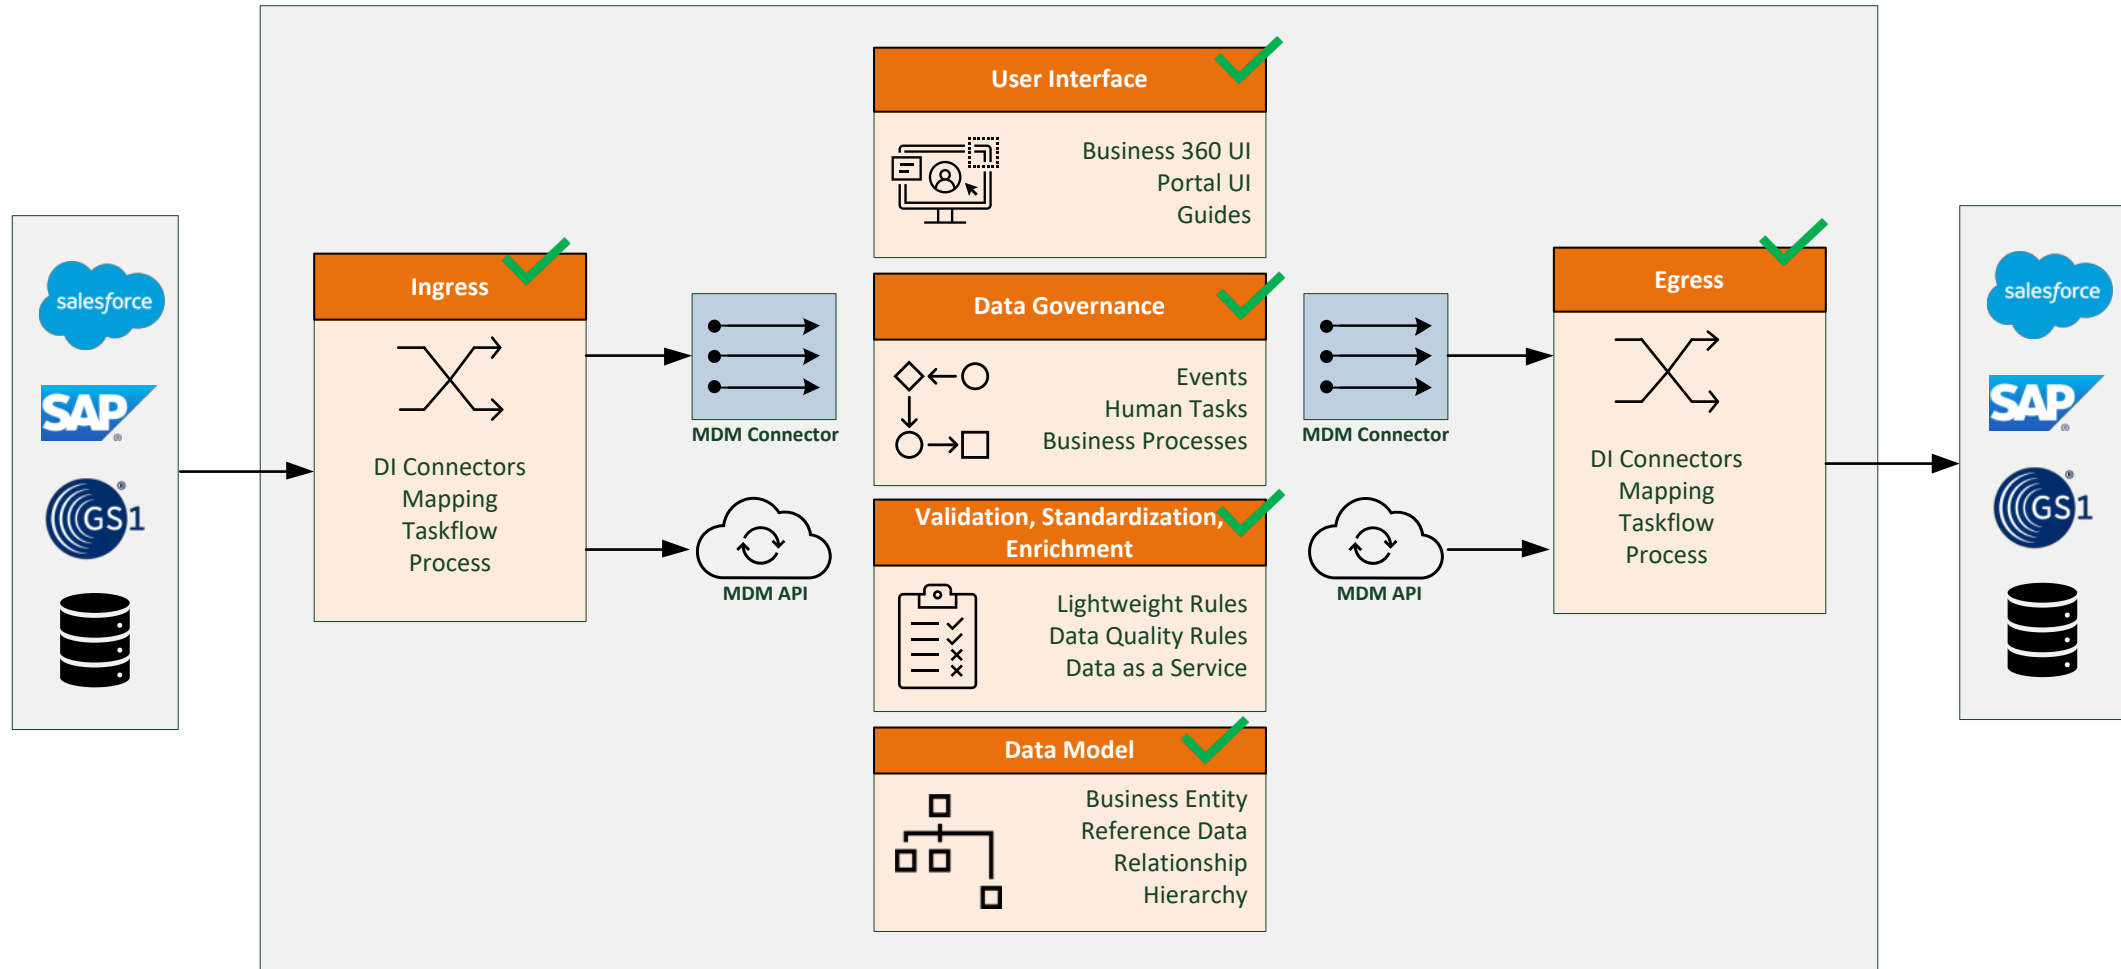 salesforce
SAP
®
GS1
®
Ingress
DI Connectors
Mapping
Taskflow
Process
MDM Connector
MDM API
User Interface
Business 360 UI
Portal UI
Guides
Data Governance
Events
Human Tasks
Business Processes
Validation, Standardization,
Enrichment
Lightweight Rules
Data Quality Rules
Data as a Service
Data Model
Business Entity
Reference Data
Relationship
Hierarchy
MDM Connector
MDM API
Egress
DI Connectors
Mapping
Taskflow
Process
salesforce
SAP
®
GS1
®